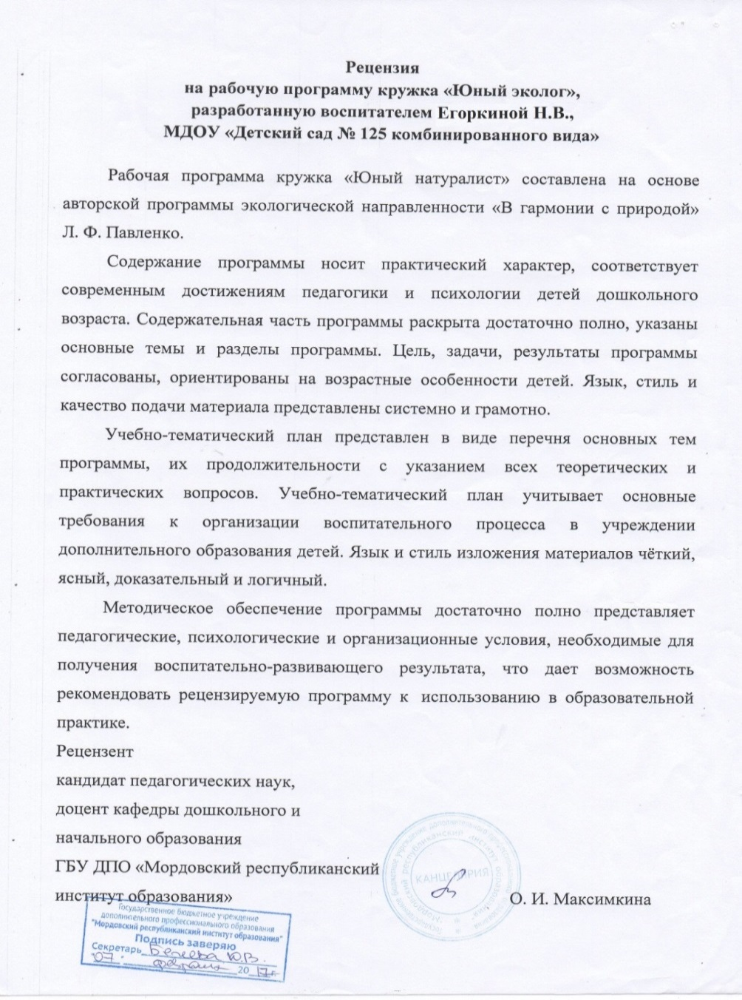 Рецензия
на рабочую программу кружка «Юный эколог»,
разработанную воспитателем Егоркиной Н.В.,
МДОУ «Детский сад № 125 комбинированного вида»
Рабочая программа кружка «Юный натуралист» составлена на основе
авторской программы экологической направленности «В гармонии с природой»
Л. Ф. Павленко.
Содержание программы носит практический характер, соответствует
современным достижениям педагогики и психологии детей дошкольного
возраста. Содержательная часть программы раскрыта достаточно полно, указаны
основные темы и разделы программы. Цель, задачи, результаты программы
согласованы, ориентированы на возрастные особенности детей. Язык, стиль и
качество подачи материала представлены системно и грамотно.
Учебно-тематический план представлен в виде перечня основных тем
программы, их продолжительности с указанием всех теоретических и
практических вопросов. Учебно-тематический план учитывает основные
требования к организации воспитательного процесса в учреждении
дополнительного образования детей. Язык и стиль изложения материалов чёткий,
ясный, доказательный и логичный.
Методическое обеспечение программы достаточно полно представляет
педагогические, психологические и организационные условия, необходимые для
получения воспитательно-развивающего результата, что дает возможность
рекомендовать рецензируемую программу к использованию в образовательной
практике.
Рецензент
кандидат педагогических наук,
доцент кафедры дошкольного и
начального образования
ГБУ ДПО «Мордовский республиканский
институт образования»
О. И. Максимкина
КАНЦЕЛЯРИЯ
Государственное бюджетное учреждение
дополнительного профессионального образования
"Мордовский республиканский институт образования"
Подпись заверяю
Секретарь Ю.В.
"07" февраля 2017 г.